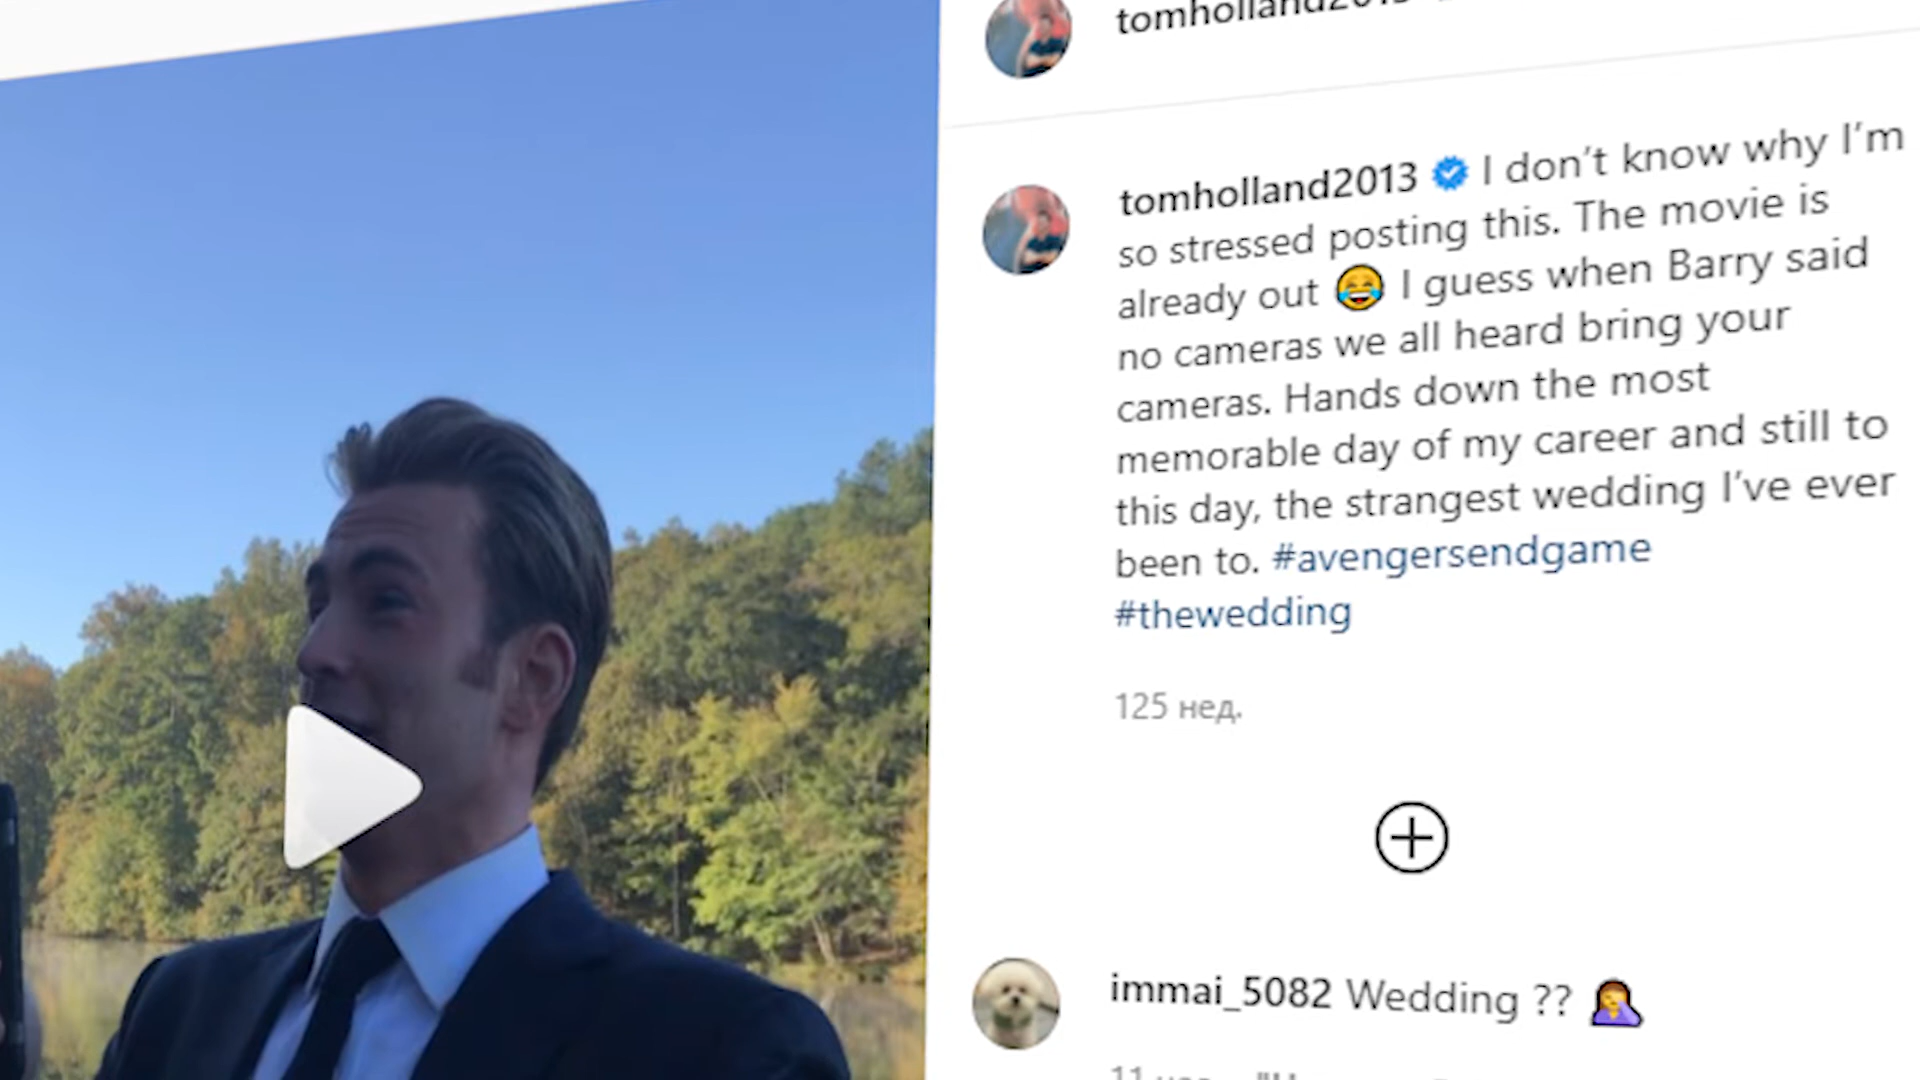 tomholland2013
tomholland2013 I don’t know why I’m
so stressed posting this. The movie is
already out 😂 I guess when Barry said
no cameras we all heard bring your
cameras. Hands down the most
memorable day of my career and still to
this day, the strangest wedding I’ve ever
been to. #avengersendgame
#thewedding
125 нед.
immai_5082 Wedding ?? 🤦‍♀️